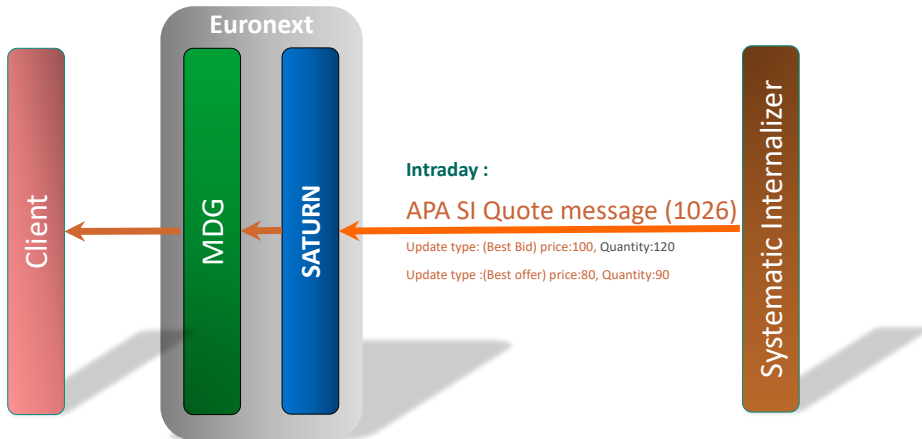 Euronext
Client
MDG
SATURN
Intraday :
APA SI Quote message (1026)
Update type: (Best Bid) price:100, Quantity:120
Update type :(Best offer) price:80, Quantity:90
Systematic Internalizer